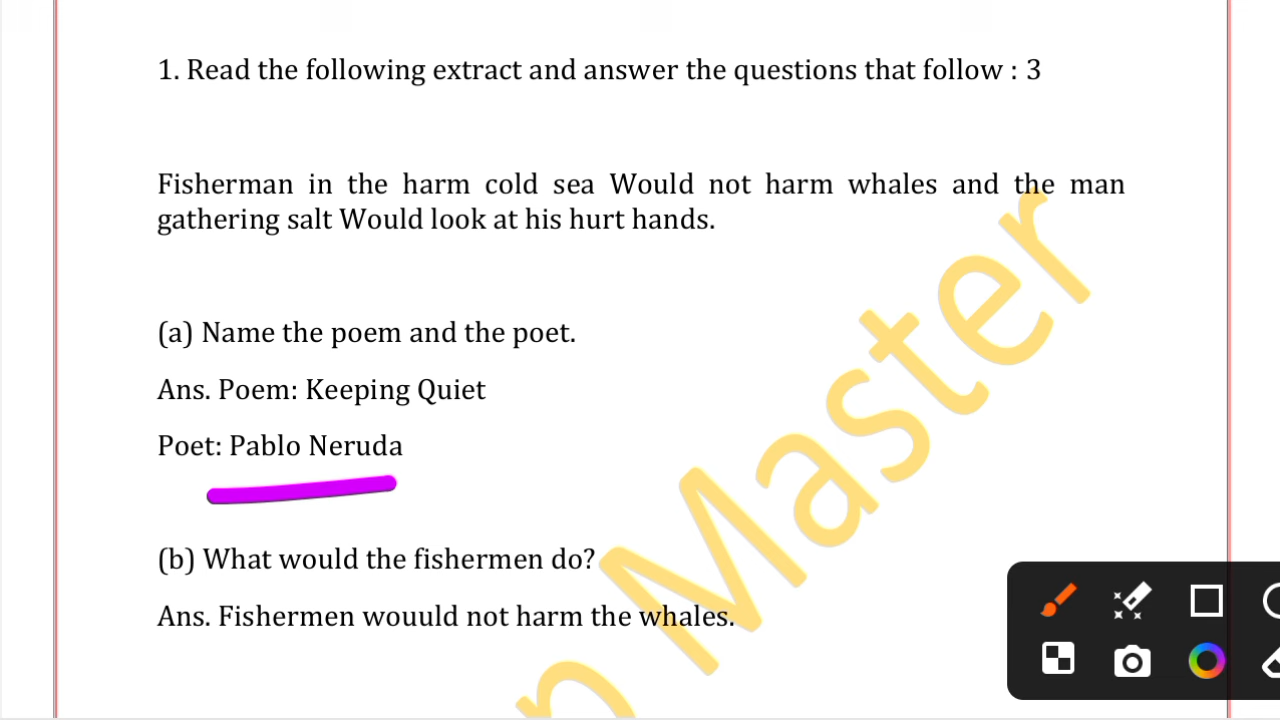 1. Read the following extract and answer the questions that follow : 3
Fisherman in the harm cold sea Would not harm whales and the man
gathering salt Would look at his hurt hands.
(a) Name the poem and the poet.
Ans. Poem: Keeping Quiet
Poet: Pablo Neruda
(b) What would the fishermen do?
Ans. Fishermen wouuld not harm the whales.
Master